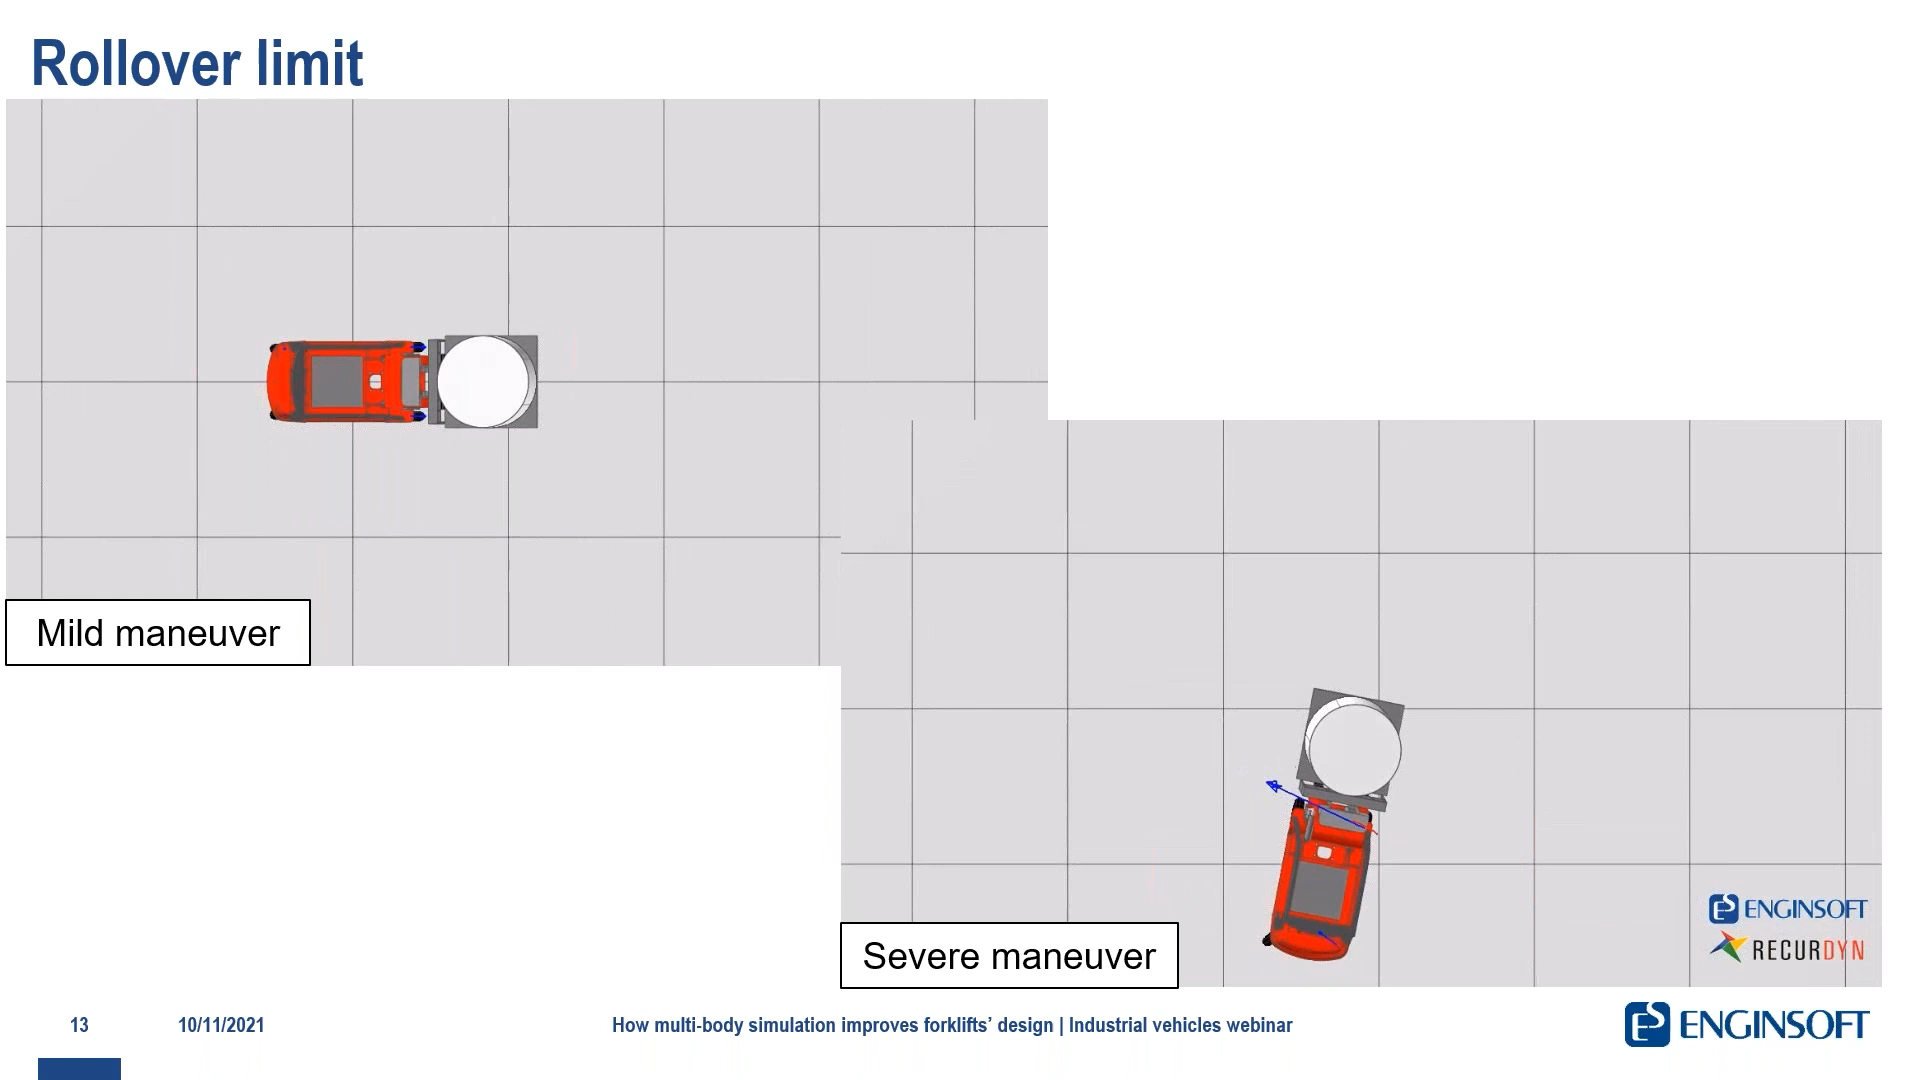 Rollover limit
Mild maneuver
Severe maneuver
ENGINSOFT
RECURDYN
13
10/11/2021
How multi-body simulation improves forklifts’ design | Industrial vehicles webinar
ENGINSOFT